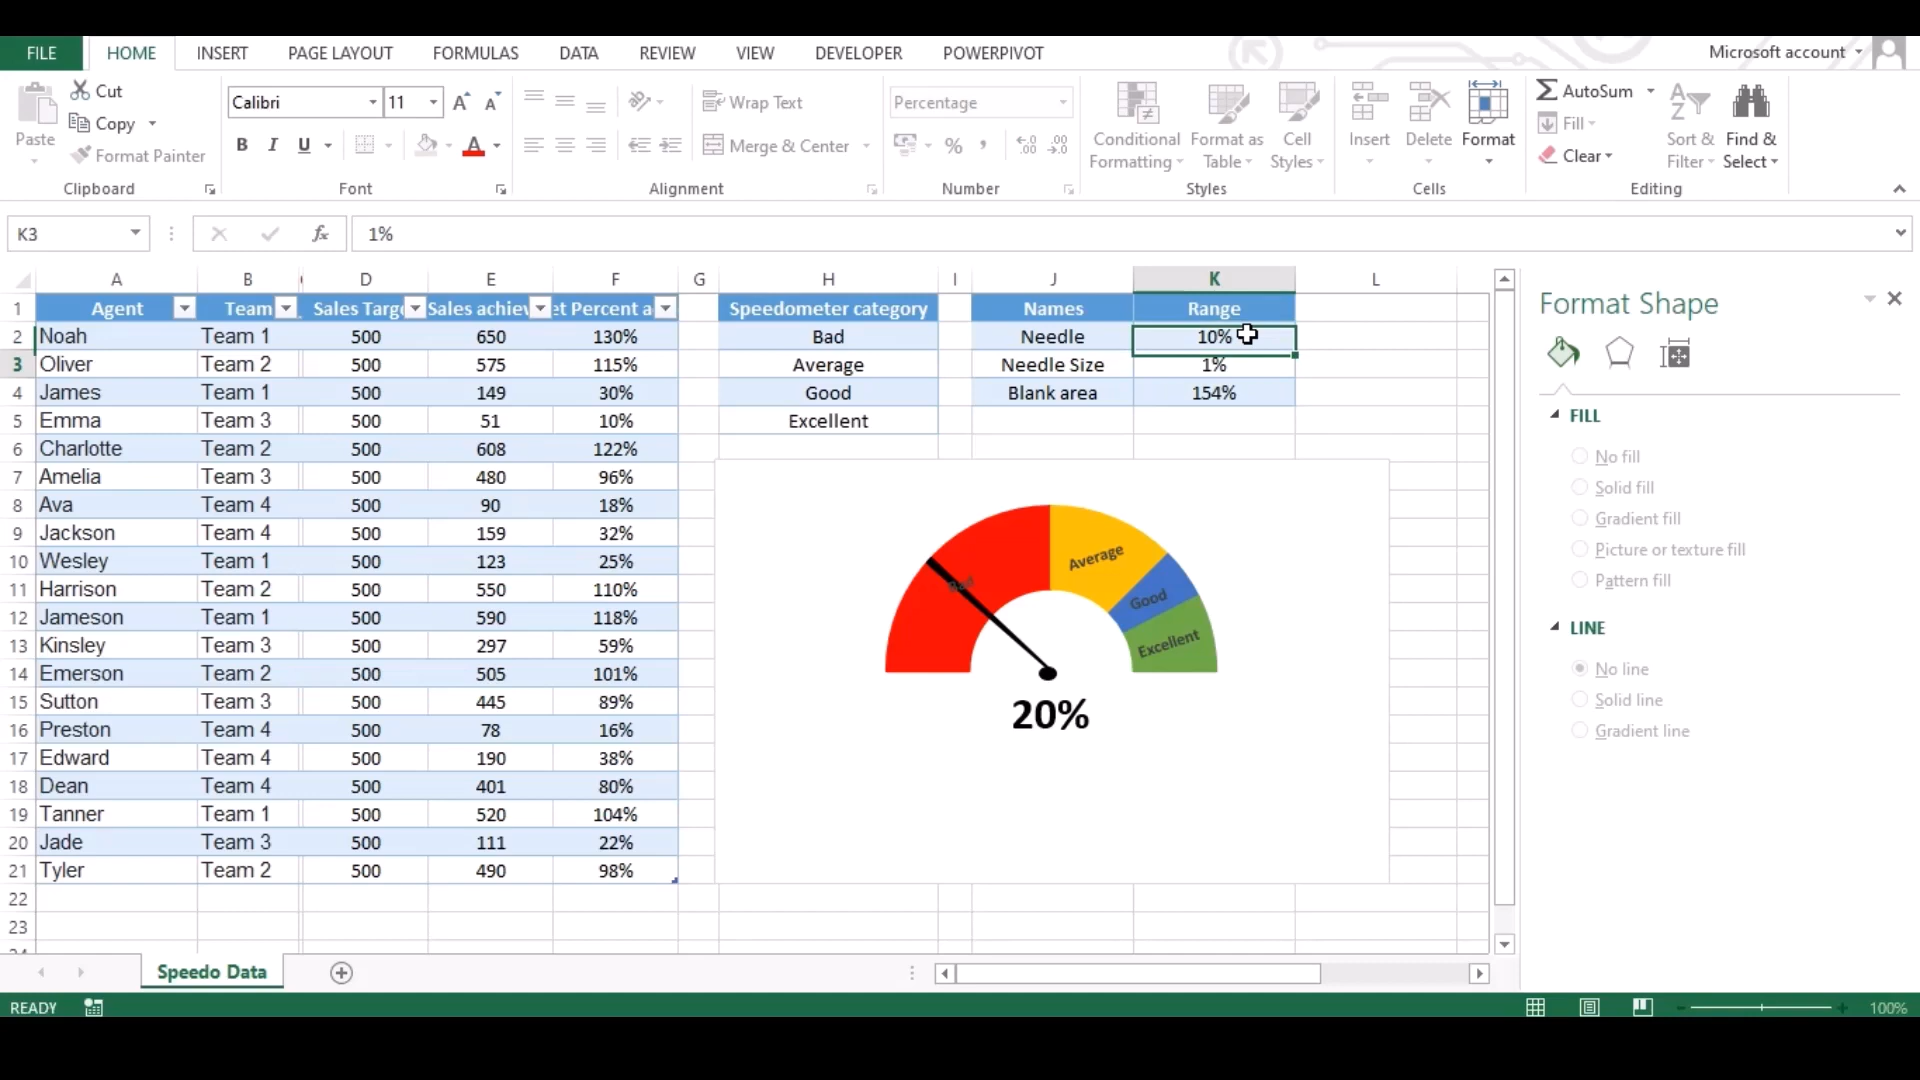 FILE HOME INSERT PAGE LAYOUT FORMULAS DATA REVIEW VIEW DEVELOPER POWERPIVOT Microsoft account
Cut
Copy
Format Painter
Paste
Clipboard
Calibri 11
B I U A
Font
Wrap Text
Merge & Center
Alignment
Percentage
%
Number
Conditional Formatting
Format as Table
Cell Styles
Styles
Insert
Delete
Format
Cells
AutoSum
Fill
Clear
Sort & Filter
Find & Select
Editing
K3 fx 1%
A B D E F G H I J K L
1 Agent Team Sales Targ Sales achiev et Percent a Speedometer category Names Range
2 Noah Team 1 500 650 130% Bad Needle 10%
3 Oliver Team 2 500 575 115% Average Needle Size 1%
4 James Team 1 500 149 30% Good Blank area 154%
5 Emma Team 3 500 51 10% Excellent
6 Charlotte Team 2 500 608 122%
7 Amelia Team 3 500 480 96%
8 Ava Team 4 500 90 18%
9 Jackson Team 4 500 159 32%
10 Wesley Team 1 500 123 25%
11 Harrison Team 2 500 550 110%
12 Jameson Team 1 500 590 118%
13 Kinsley Team 3 500 297 59%
14 Emerson Team 2 500 505 101%
15 Sutton Team 3 500 445 89%
16 Preston Team 4 500 78 16%
17 Edward Team 4 500 190 38%
18 Dean Team 4 500 401 80%
19 Tanner Team 1 500 520 104%
20 Jade Team 3 500 111 22%
21 Tyler Team 2 500 490 98%
22
23
Bad
Average
Good
Excellent
20%
Format Shape
FILL
No fill
Solid fill
Gradient fill
Picture or texture fill
Pattern fill
LINE
No line
Solid line
Gradient line
Speedo Data
READY 100%